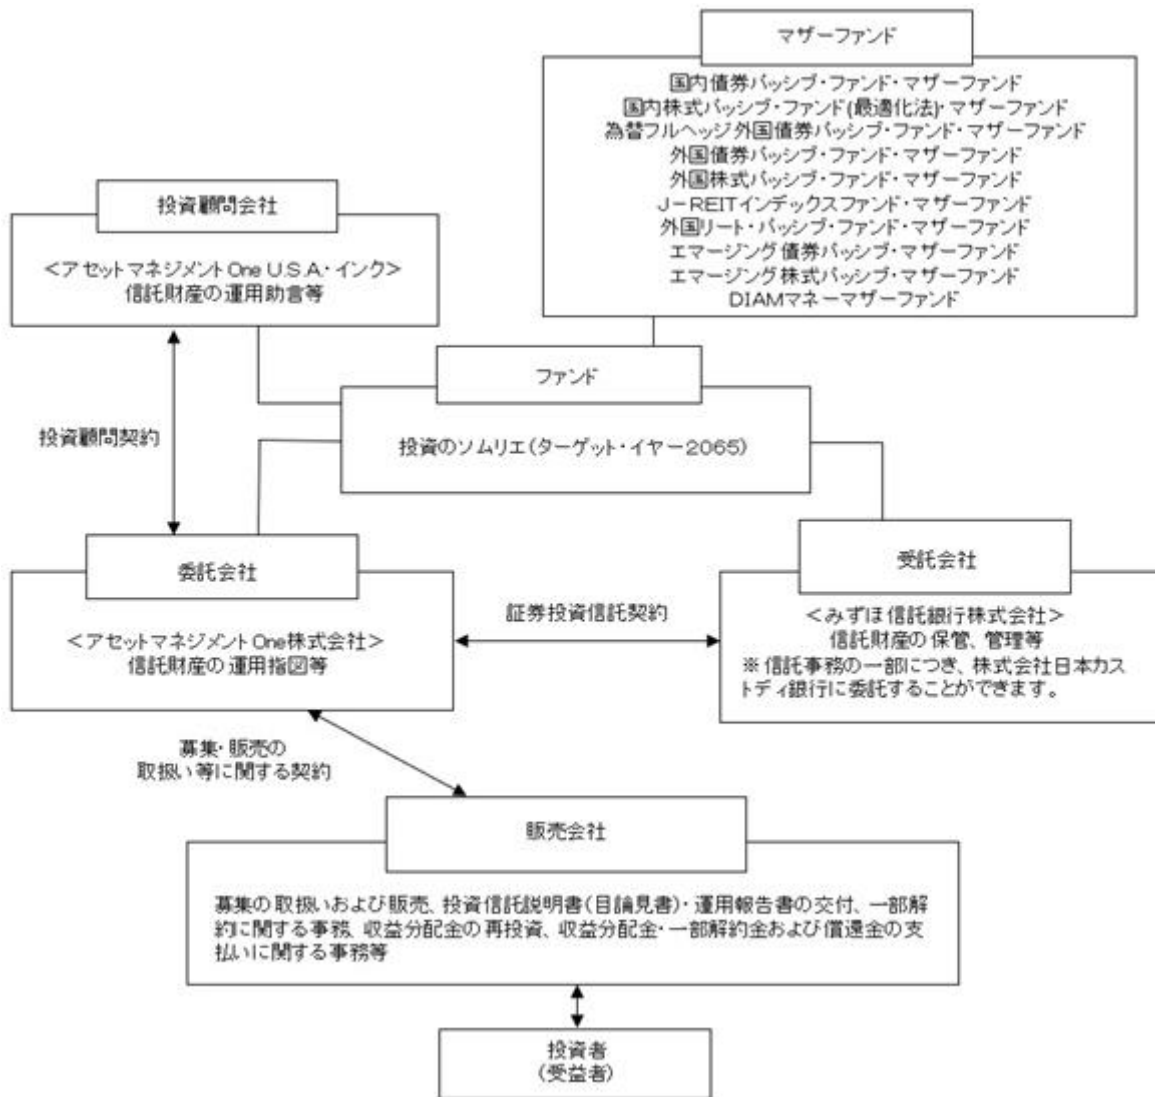 マザーファンド
国内債券パッシブ・ファンド・マザーファンド
国内株式パッシブ・ファンド(最適化法)・マザーファンド
為替フルヘッジ外国債券パッシブ・ファンド・マザーファンド
外国債券パッシブ・ファンド・マザーファンド
外国株式パッシブ・ファンド・マザーファンド
J-REITインデックスファンド・マザーファンド
外国リート・パッシブ・ファンド・マザーファンド
エマージング債券パッシブ・マザーファンド
エマージング株式パッシブ・マザーファンド
DIAMマネーマザーファンド
投資顧問会社
<アセットマネジメントOne U.S.A.・インク>
信託財産の運用助言等
ファンド
投資のソムリエ(ターゲット・イヤー2065)
投資顧問契約
委託会社
<アセットマネジメントOne株式会社>
信託財産の運用指図等
証券投資信託契約
受託会社
<みずほ信託銀行株式会社>
信託財産の保管、管理等
※信託事務の一部につき、株式会社日本カス
トディ銀行に委託することができます。
募集・販売の
取扱い等に関する契約
販売会社
募集の取扱いおよび販売、投資信託説明書(目論見書)・運用報告書の交付、一部解
約に関する事務、収益分配金の再投資、収益分配金・一部解約金および償還金の支
払いに関する事務等
投資者
(受益者)